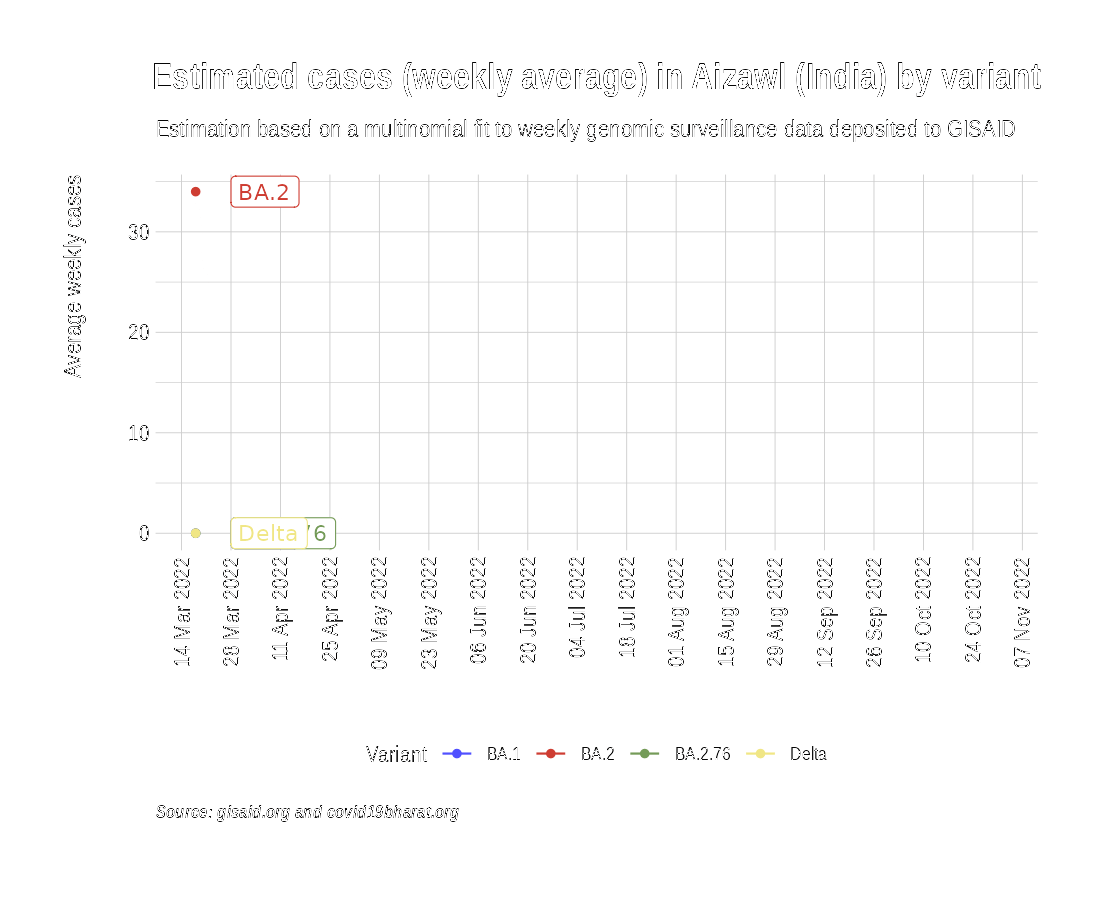 Estimated cases (weekly average) in Aizawl (India) by variant
Estimation based on a multinomial fit to weekly genomic surveillance data deposited to GISAID
Average weekly cases
BA.2
30
20
10
0
Delta
76
14 Mar 2022
28 Mar 2022
11 Apr 2022
25 Apr 2022
09 May 2022
23 May 2022
06 Jun 2022
20 Jun 2022
04 Jul 2022
18 Jul 2022
01 Aug 2022
15 Aug 2022
29 Aug 2022
12 Sep 2022
26 Sep 2022
10 Oct 2022
24 Oct 2022
07 Nov 2022
Variant BA.1 BA.2 BA.2.76 Delta
Source: gisaid.org and covid19bharat.org